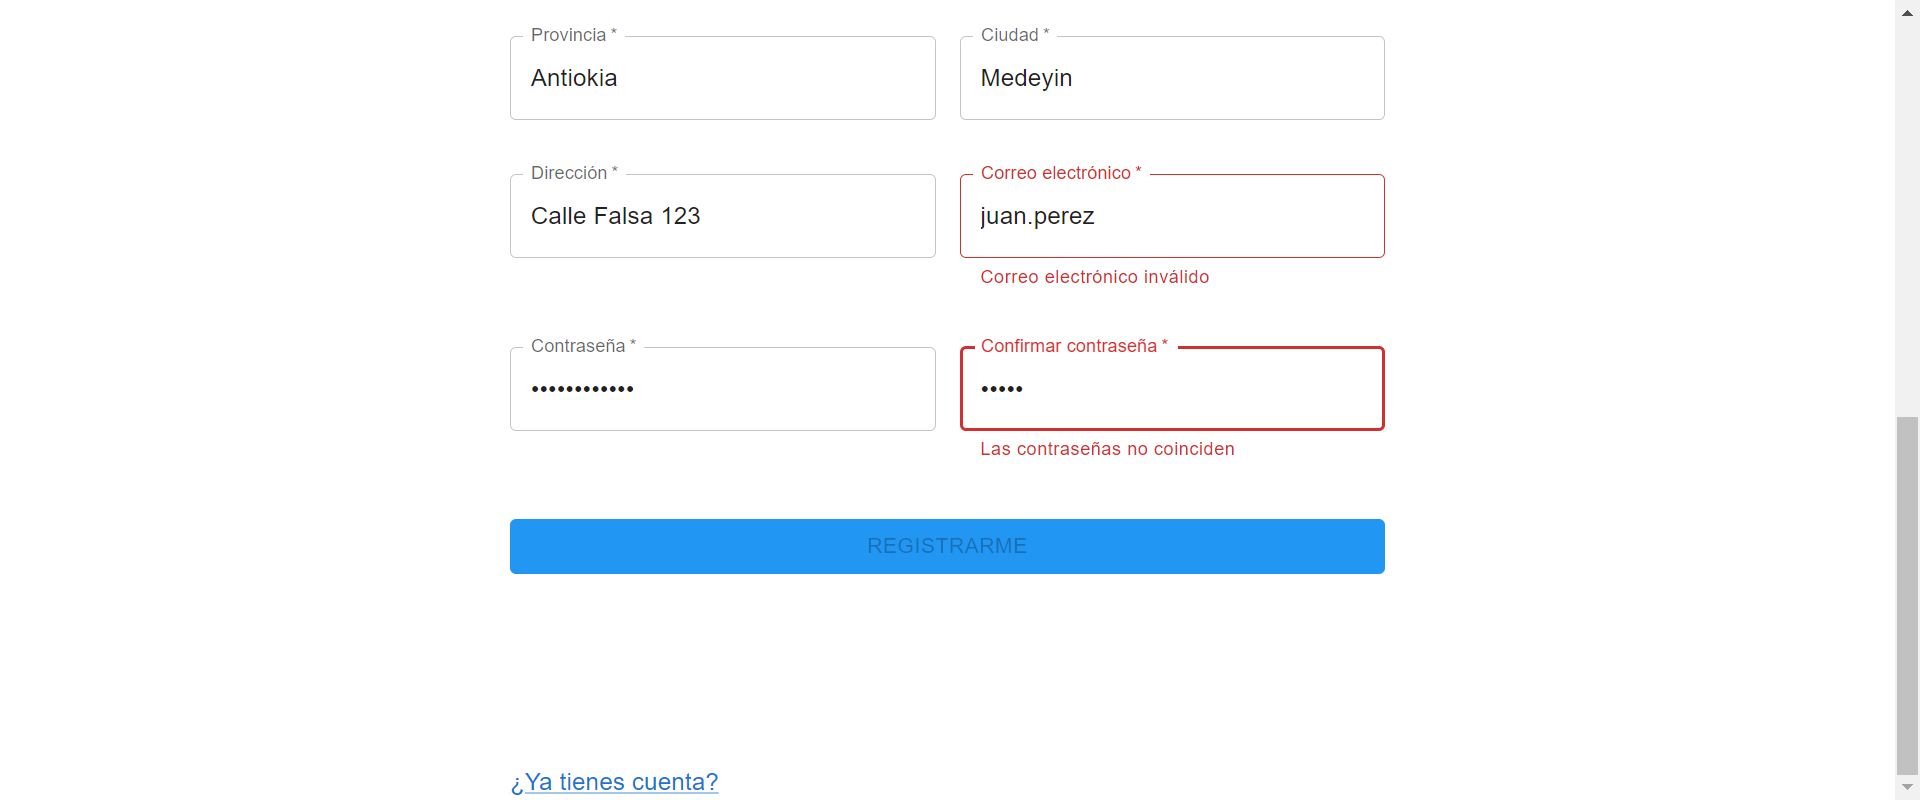 Provincia *
Antiokia
Ciudad *
Medeyin
Dirección *
Calle Falsa 123
Correo electrónico *
juan.perez
Correo electrónico inválido
Contraseña *
••••••••••••
Confirmar contraseña *
•••••
Las contraseñas no coinciden
REGISTRARME
¿Ya tienes cuenta?